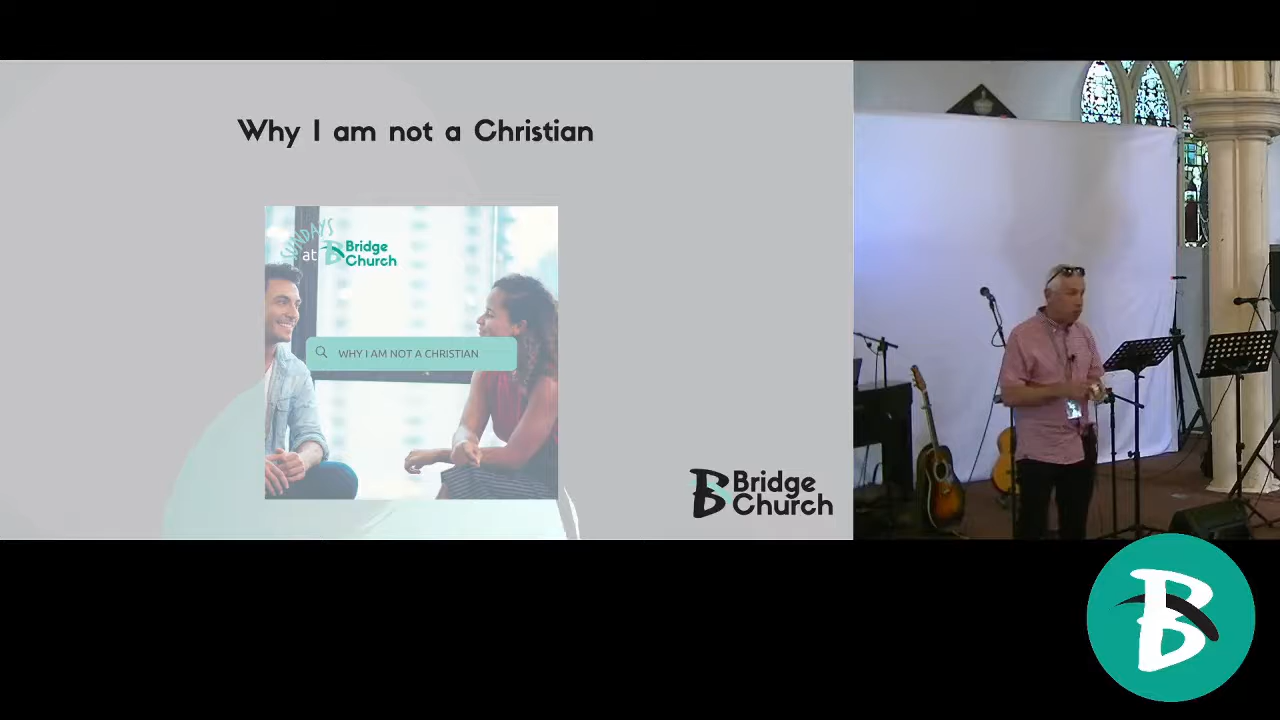 Why I am not a Christian
SUNDAYS
at Bridge
Church
WHY I AM NOT A CHRISTIAN
Bridge
Church
B